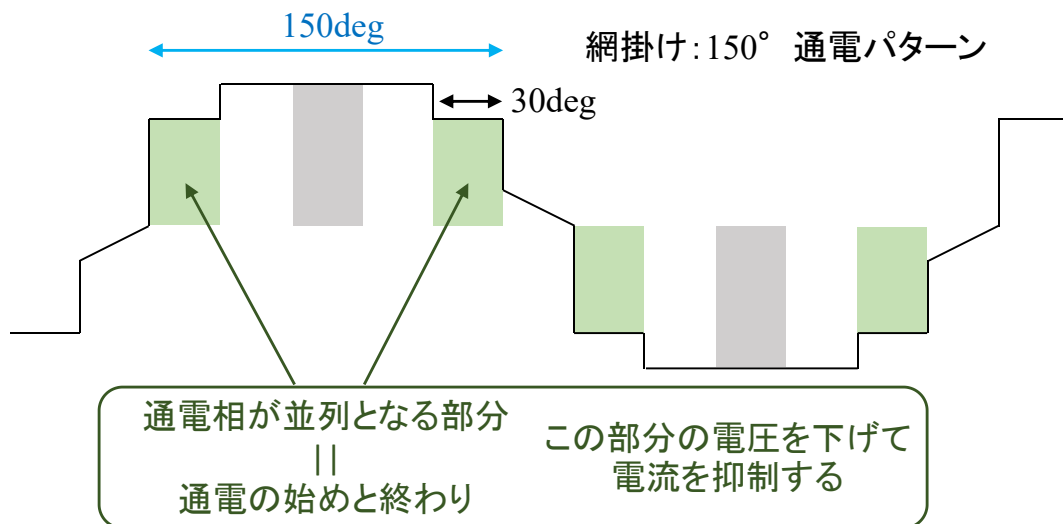 150deg
網掛け:150° 通電パターン
30deg
通電相が並列となる部分
||
通電の始めと終わり
この部分の電圧を下げて
電流を抑制する